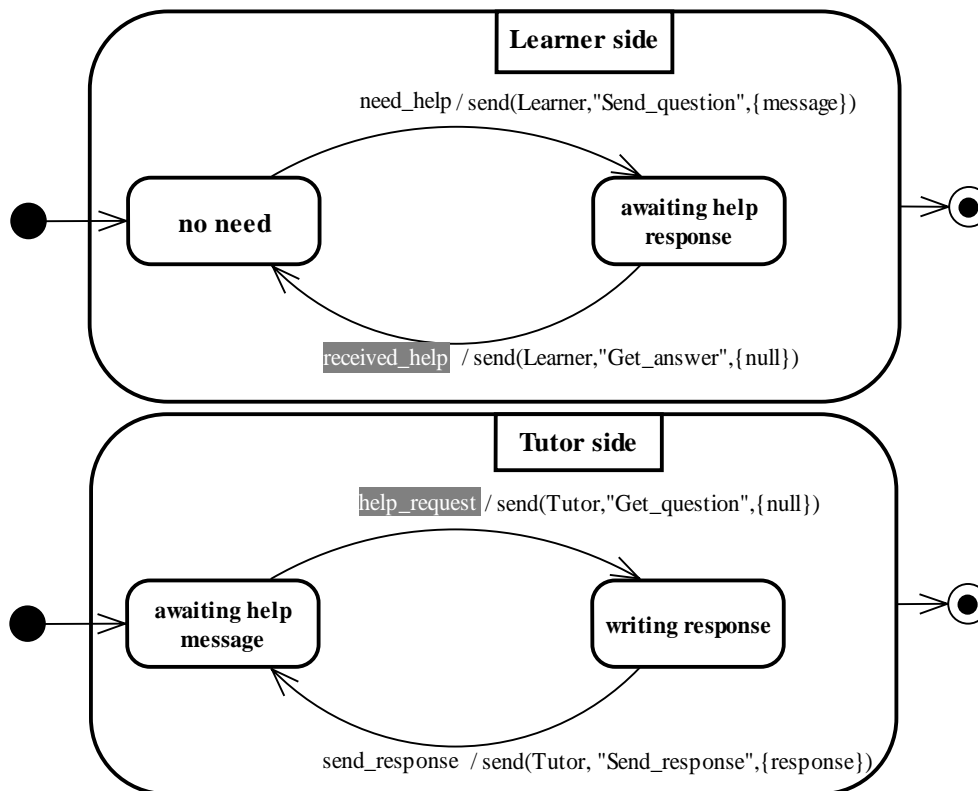 Learner side
need_help / send(Learner,"Send_question",{message})
no need
awaiting help
response
received_help / send(Learner,"Get_answer",{null})
Tutor side
help_request / send(Tutor,"Get_question",{null})
awaiting help
message
writing response
send_response / send(Tutor, "Send_response",{response})